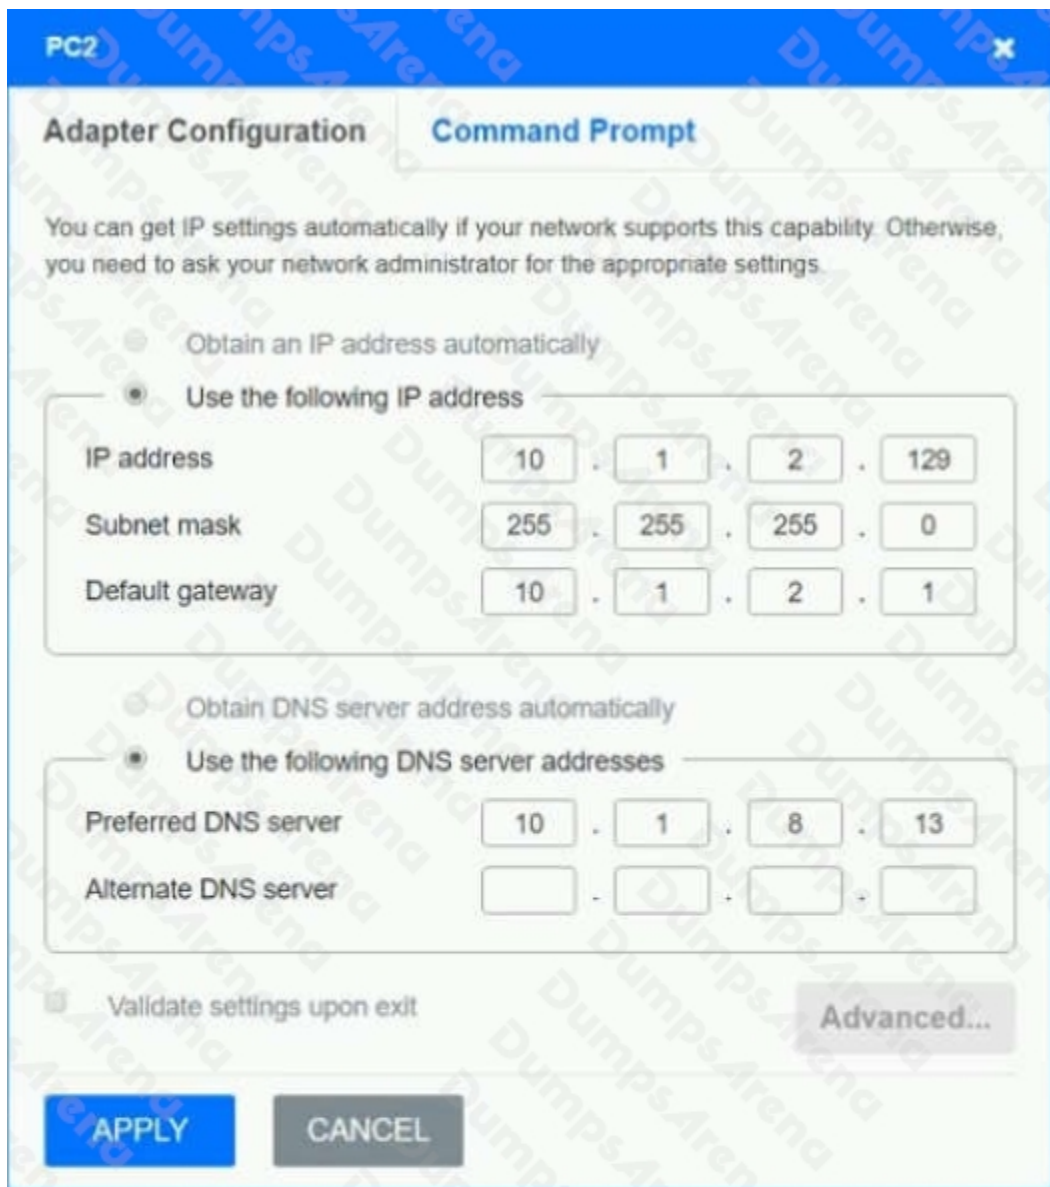 PC2
Adapter Configuration Command Prompt
You can get IP settings automatically if your network supports this capability. Otherwise,
you need to ask your network administrator for the appropriate settings.
Obtain an IP address automatically
Use the following IP address
IP address 10 . 1 . 2 . 129
Subnet mask 255 . 255 . 255 . 0
Default gateway 10 . 1 . 2 . 1
Obtain DNS server address automatically
Use the following DNS server addresses
Preferred DNS server 10 . 1 . 8 . 13
Alternate DNS server . . .
Validate settings upon exit
Advanced...
APPLY CANCEL
DumpsArena